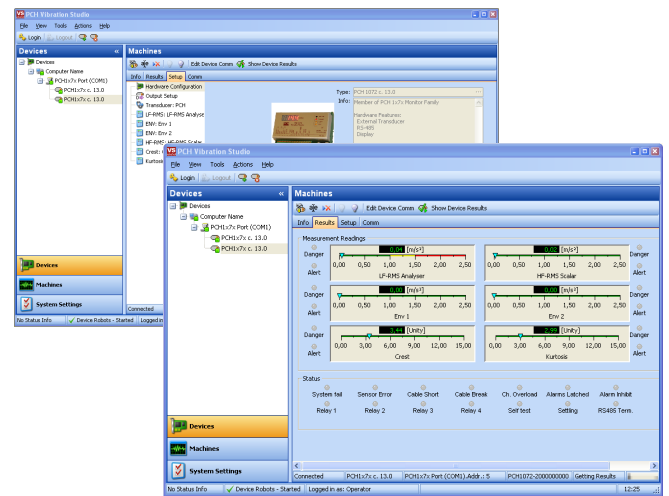 PCH Vibration Studio
File View Tools Actions Help
Login Logout
Devices « Machines
Edit Device Comm Show Device Results
Info Results Setup Comm
Devices
Computer Name
PCH1x7x Port (COM1)
PCH1x7x c. 13.0
PCH1x7x c. 13.0
Hardware Configuration
Output Setup
Transducer: PCH
LF-RMS: LF-RMS Analyse
ENV: Env 1
ENV: Env 2
HF-RMS: HF-RMS Scalar
Crest:
Kurtosis
Type: PCH 1072 c. 13.0
Info: Member of PCH 1x7x Monitor Family
Hardware Features:
External Transducer
RS-485
Display
Devices
Machines
System Settings
Connected
No Status Info Device Robots - Started Logged in
PCH Vibration Studio
File View Tools Actions Help
Login Logout
Devices « Machines
Edit Device Comm Show Device Results
Info Results Setup Comm
Devices
Computer Name
PCH1x7x Port (COM1)
PCH1x7x c. 13.0
PCH1x7x c. 13.0
Measurement Readings
0,04 [m/s²] 0,02 [m/s²]
Danger Danger
0,00 0,50 1,00 1,50 2,00 2,50 0,00 0,50 1,00 1,50 2,00 2,50
Alert LF-RMS Analyser HF-RMS Scalar Alert
0,00 [m/s²] 0,00 [m/s²]
Danger Danger
0,00 0,50 1,00 1,50 2,00 2,50 0,00 0,50 1,00 1,50 2,00 2,50
Alert Env 1 Env 2 Alert
3,44 [Unity] 2,99 [Unity]
Danger Danger
0,00 3,00 6,00 9,00 12,00 15,00 0,00 3,00 6,00 9,00 12,00 15,00
Alert Crest Kurtosis Alert
Status
System fail Sensor Error Cable Short Cable Break Ch. Overload Alarms Latched Alarm Inhibit
Relay 1 Relay 2 Relay 3 Relay 4 Self test Settling RS485 Term.
Devices
Machines
System Settings
Connected PCH1x7x c. 13.0 PCH1x7x Port (COM1).Addr.: 5 PCH1072-2000000000 Getting Results
No Status Info Device Robots - Started Logged in as: Operator 12:25